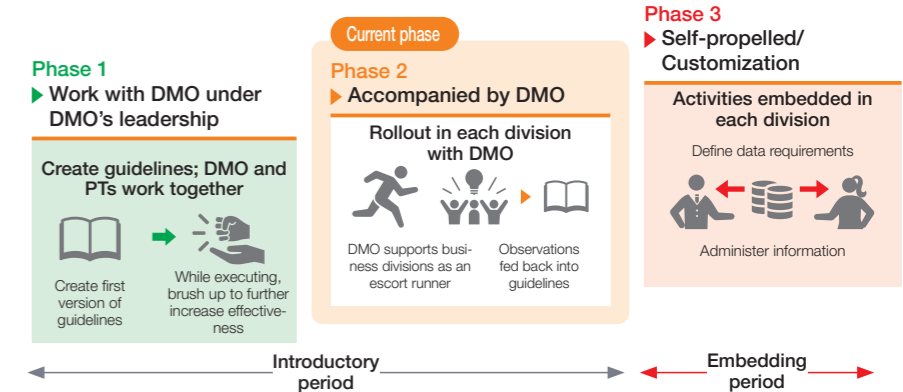 Phase 1
Work with DMO under
DMO's leadership
Create guidelines; DMO and
PTs work together
Create first
version of
guidelines
While executing,
brush up to further
increase effective-
ness
Current phase
Phase 2
Accompanied by DMO
Rollout in each division
with DMO
DMO supports busi-
ness divisions as an
escort runner
Observations
fed back into
guidelines
Phase 3
Self-propelled/
Customization
Activities embedded in
each division
Define data requirements
Administer information
Introductory
period
Embedding
period